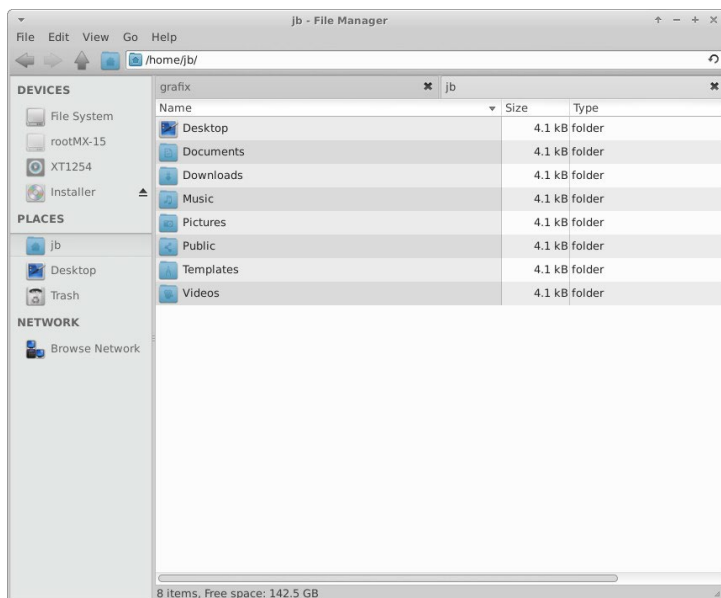 jb - File Manager
File Edit View Go Help
/home/jb/
DEVICES
File System
rootMX-15
XT1254
Installer
PLACES
jb
Desktop
Trash
NETWORK
Browse Network
grafix jb
Name Size Type
Desktop 4.1 kB folder
Documents 4.1 kB folder
Downloads 4.1 kB folder
Music 4.1 kB folder
Pictures 4.1 kB folder
Public 4.1 kB folder
Templates 4.1 kB folder
Videos 4.1 kB folder
8 items, Free space: 142.5 GB